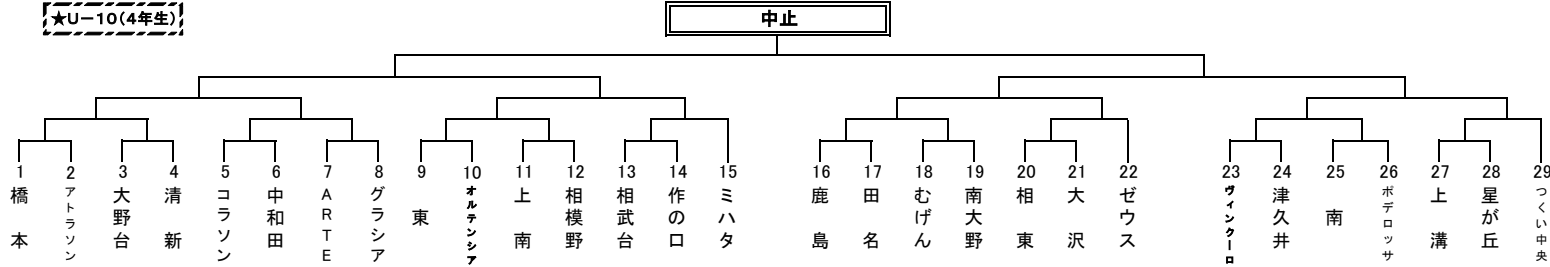 ★U-10(4年生)
中止
1 橋本
2 アトラソン
3 大野台
4 清新
5 コラソン
6 中和田
7 ARTE
8 グラシア
9 東
10 オルテンシア
11 上南
12 相模野
13 相武台
14 作の口
15 ミハタ
16 鹿島
17 田名
18 むげん
19 南大野
20 相東
21 大沢
22 ゼウス
23 ヴィンクーロ
24 津久井
25 南
26 ポデロッサ
27 上溝
28 星が丘
29 つくい中央